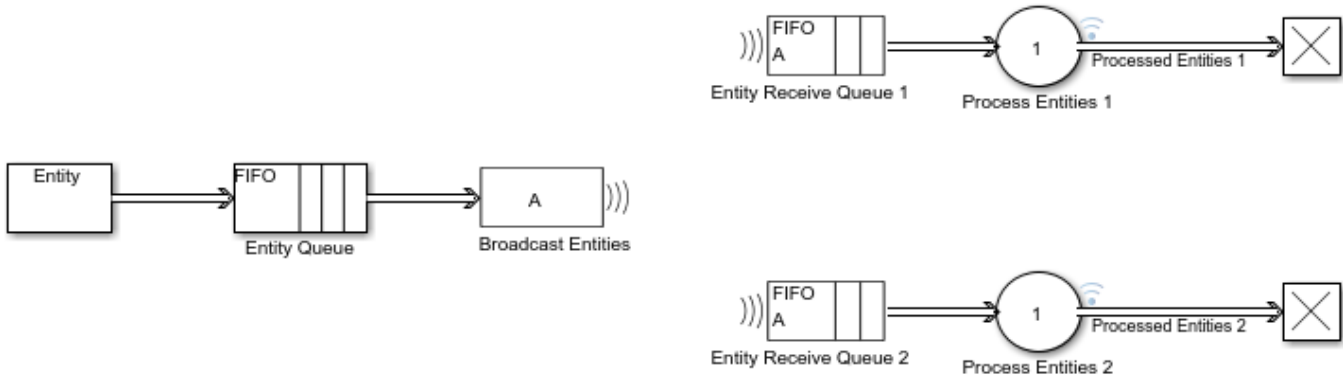 Entity
FIFO
Entity Queue
A
Broadcast Entities
FIFO
A
Entity Receive Queue 1
1
Process Entities 1
Processed Entities 1
FIFO
A
Entity Receive Queue 2
1
Process Entities 2
Processed Entities 2